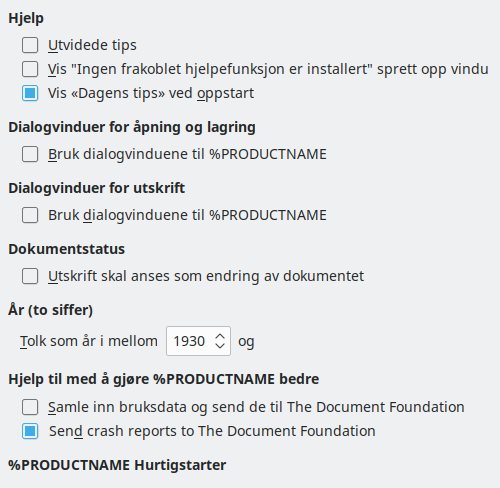 Hjelp
Utvidede tips
Vis "Ingen frakoblet hjelpefunksjon er installert" sprett opp vindu
Vis «Dagens tips» ved oppstart
Dialogvinduer for åpning og lagring
Bruk dialogvinduene til %PRODUCTNAME
Dialogvinduer for utskrift
Bruk dialogvinduene til %PRODUCTNAME
Dokumentstatus
Utskrift skal anses som endring av dokumentet
År (to siffer)
Tolk som år i mellom 1930 og
Hjelp til med å gjøre %PRODUCTNAME bedre
Samle inn bruksdata og send de til The Document Foundation
Send crash reports to The Document Foundation
%PRODUCTNAME Hurtigstarter